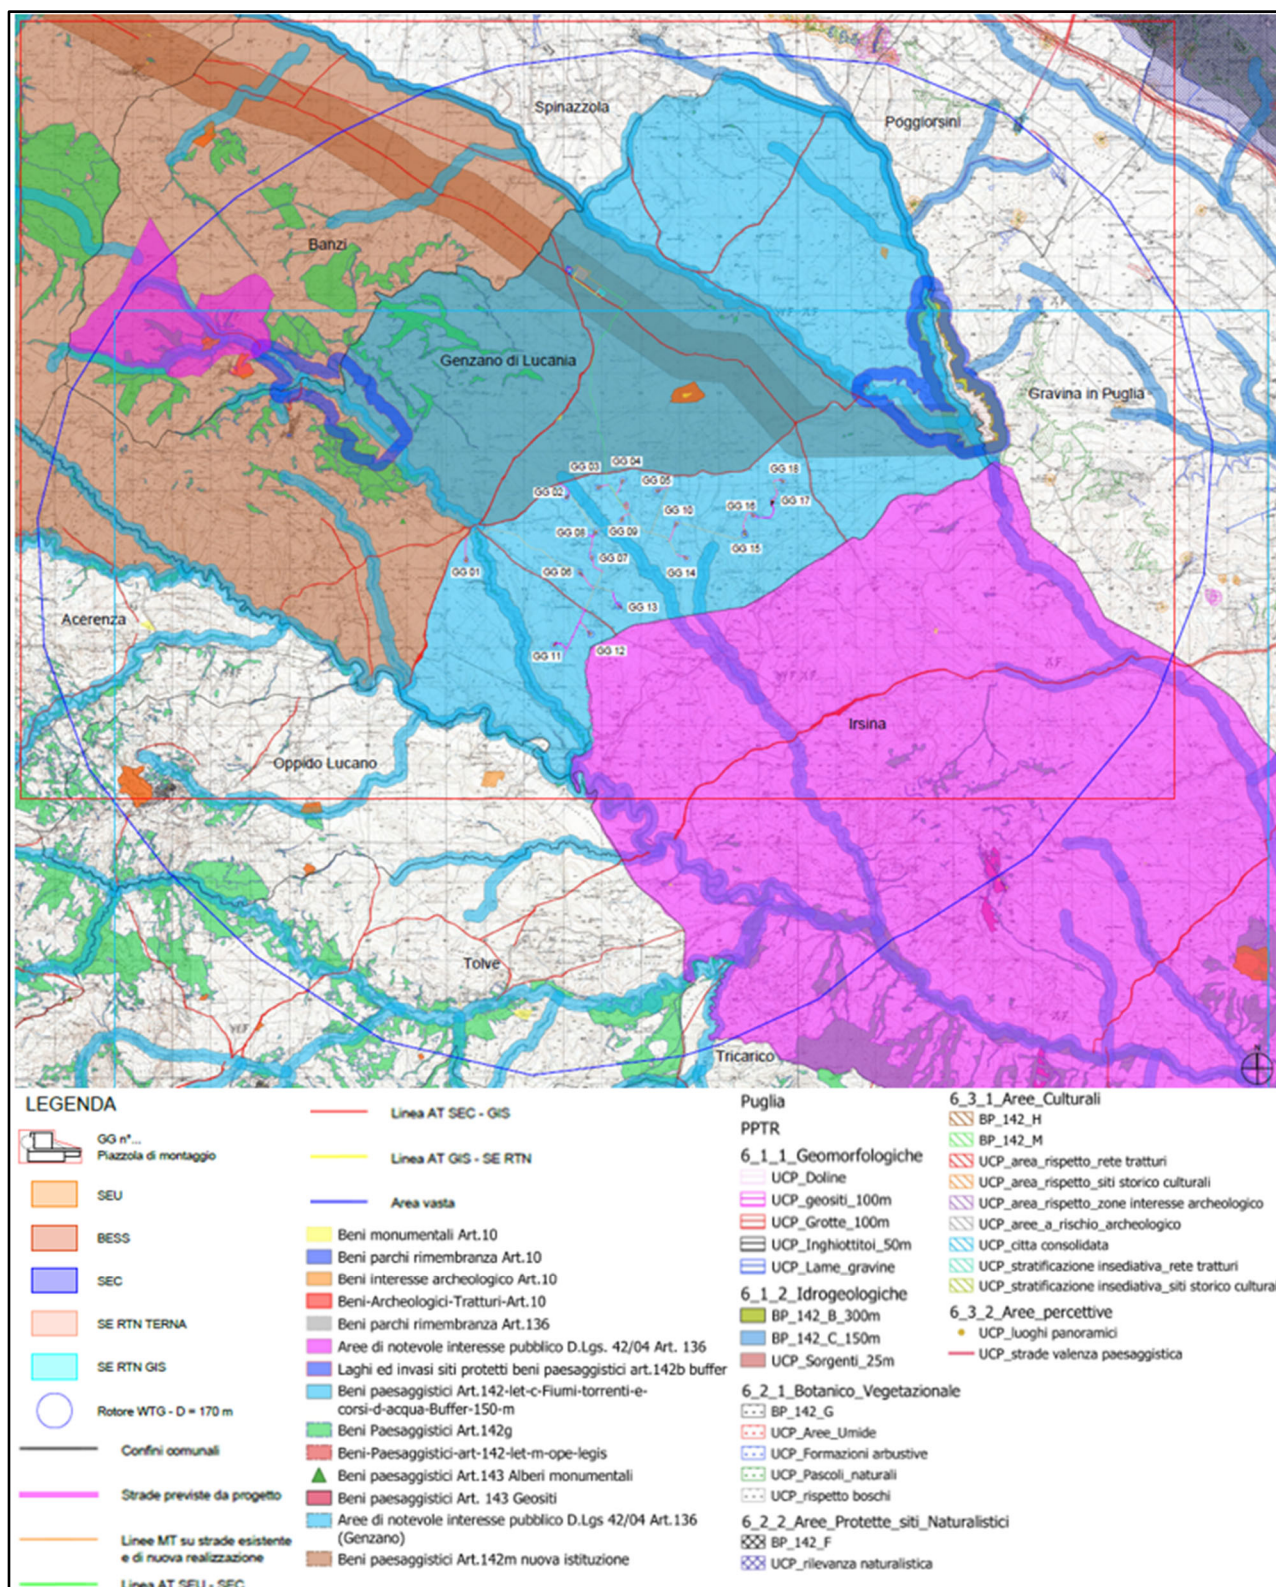 Spinazzola
Poggiorsini
Banzi
Genzano di Lucania
Gravina in Puglia
GG 04
GG 03
GG 18
GG 05
GG 02
GG 17
GG 16
GG 10
GG 09
GG 08
GG 15
GG 07
GG 14
GG 01
GG 06
GG 13
Acerenza
GG 11
GG 12
Irsina
Oppido Lucano
Tolve
Tricarico
N
LEGENDA
GG n°...
Piazzola di montaggio
SEU
BESS
SEC
SE RTN TERNA
SE RTN GIS
Rotore WTG - D = 170 m
Confini comunali
Strade previste da progetto
Linee MT su strade esistente
e di nuova realizzazione
Linea AT SEU - SEC
Linea AT SEC - GIS
Linea AT GIS - SE RTN
Area vasta
Beni monumentali Art.10
Beni parchi rimembranza Art.10
Beni interesse archeologico Art.10
Beni-Archeologici-Tratturi-Art.10
Beni parchi rimembranza Art.136
Aree di notevole interesse pubblico D.Lgs. 42/04 Art. 136
Laghi ed invasi siti protetti beni paesaggistici art.142b buffer
Beni paesaggistici Art.142-let-c-Fiumi-torrenti-e-
corsi-d-acqua-Buffer-150-m
Beni Paesaggistici Art.142g
Beni-Paesaggistici-art-142-let-m-ope-legis
Beni paesaggistici Art.143 Alberi monumentali
Beni paesaggistici Art. 143 Geositi
Aree di notevole interesse pubblico D.Lgs 42/04 Art.136
(Genzano)
Beni paesaggistici Art.142m nuova istituzione
Puglia
PPTR
6_1_1_Geomorfologiche
UCP_Doline
UCP_geositi_100m
UCP_Grotte_100m
UCP_Inghiottitoi_50m
UCP_Lame_gravine
6_1_2_Idrogeologiche
BP_142_B_300m
BP_142_C_150m
UCP_Sorgenti_25m
6_2_1_Botanico_Vegetazionale
BP_142_G
UCP_Aree_Umide
UCP_Formazioni arbustive
UCP_Pascoli_naturali
UCP_rispetto boschi
6_2_2_Aree_Protette_siti_Naturalistici
BP_142_F
UCP_rilevanza naturalistica
6_3_1_Aree_Culturali
BP_142_H
BP_142_M
UCP_area_rispetto_rete tratturi
UCP_area_rispetto_siti storico culturali
UCP_area_rispetto_zone interesse archeologico
UCP_aree_a_rischio_archeologico
UCP_citta consolidata
UCP_stratificazione insediativa_rete tratturi
UCP_stratificazione insediativa_siti storico cultural
6_3_2_Aree_percettive
UCP_luoghi panoramici
UCP_strade valenza paesaggistica